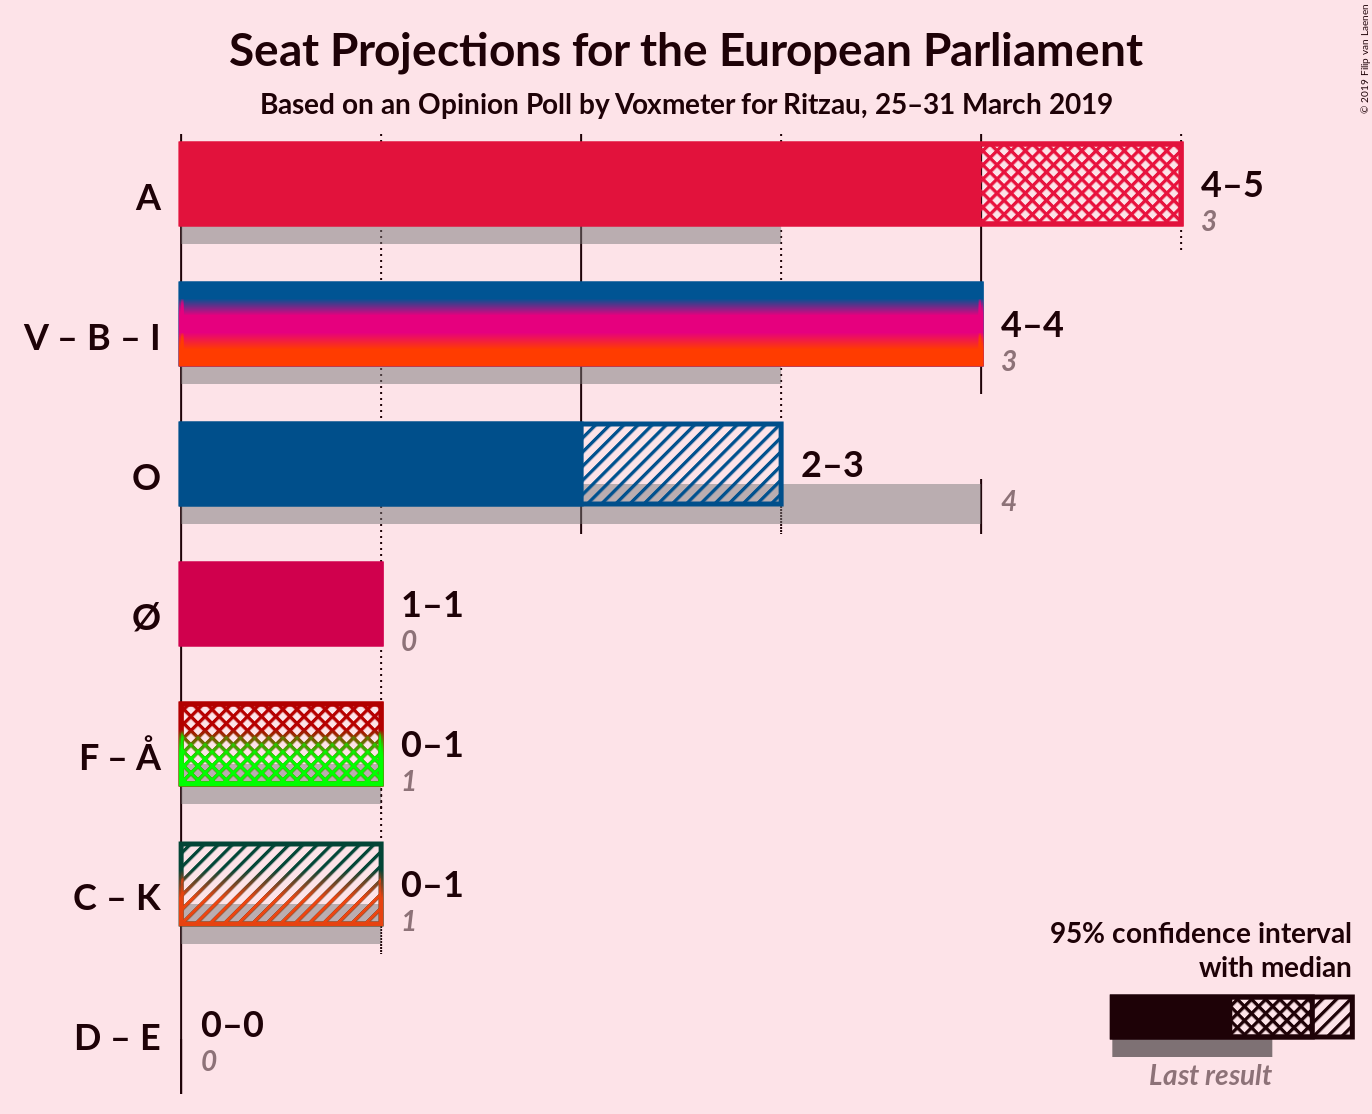 Seat Projections for the European Parliament
Based on an Opinion Poll by Voxmeter for Ritzau, 25–31 March 2019
© 2019 Filip van Laenen
A
4–5
3
V – B – I
4–4
3
O
2–3
4
Ø
1–1
0
F – Å
0–1
1
C – K
0–1
1
D – E
0–0
0
95% confidence interval
with median
Last result